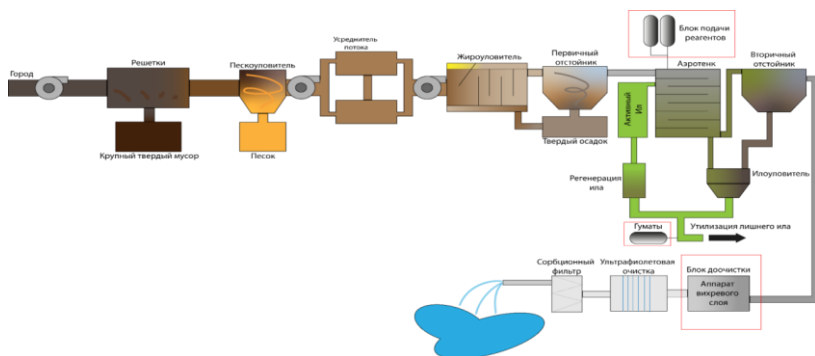 Блок подачи
реагентов
Усреднитель
потока
Город
Решетки
Пескоуловитель
Жироуловитель
Первичный
отстойник
Аэротенк
Вторичный
отстойник
Активный
Ил
Крупный твердый мусор
Песок
Твердый осадок
Регенерация
ила
Илоуловитель
Гуматы
Утилизация лишнего ила
Сорбционный
фильтр
Ультрафиолетовая
очистка
Блок доочистки
Аппарат
вихревого
слоя